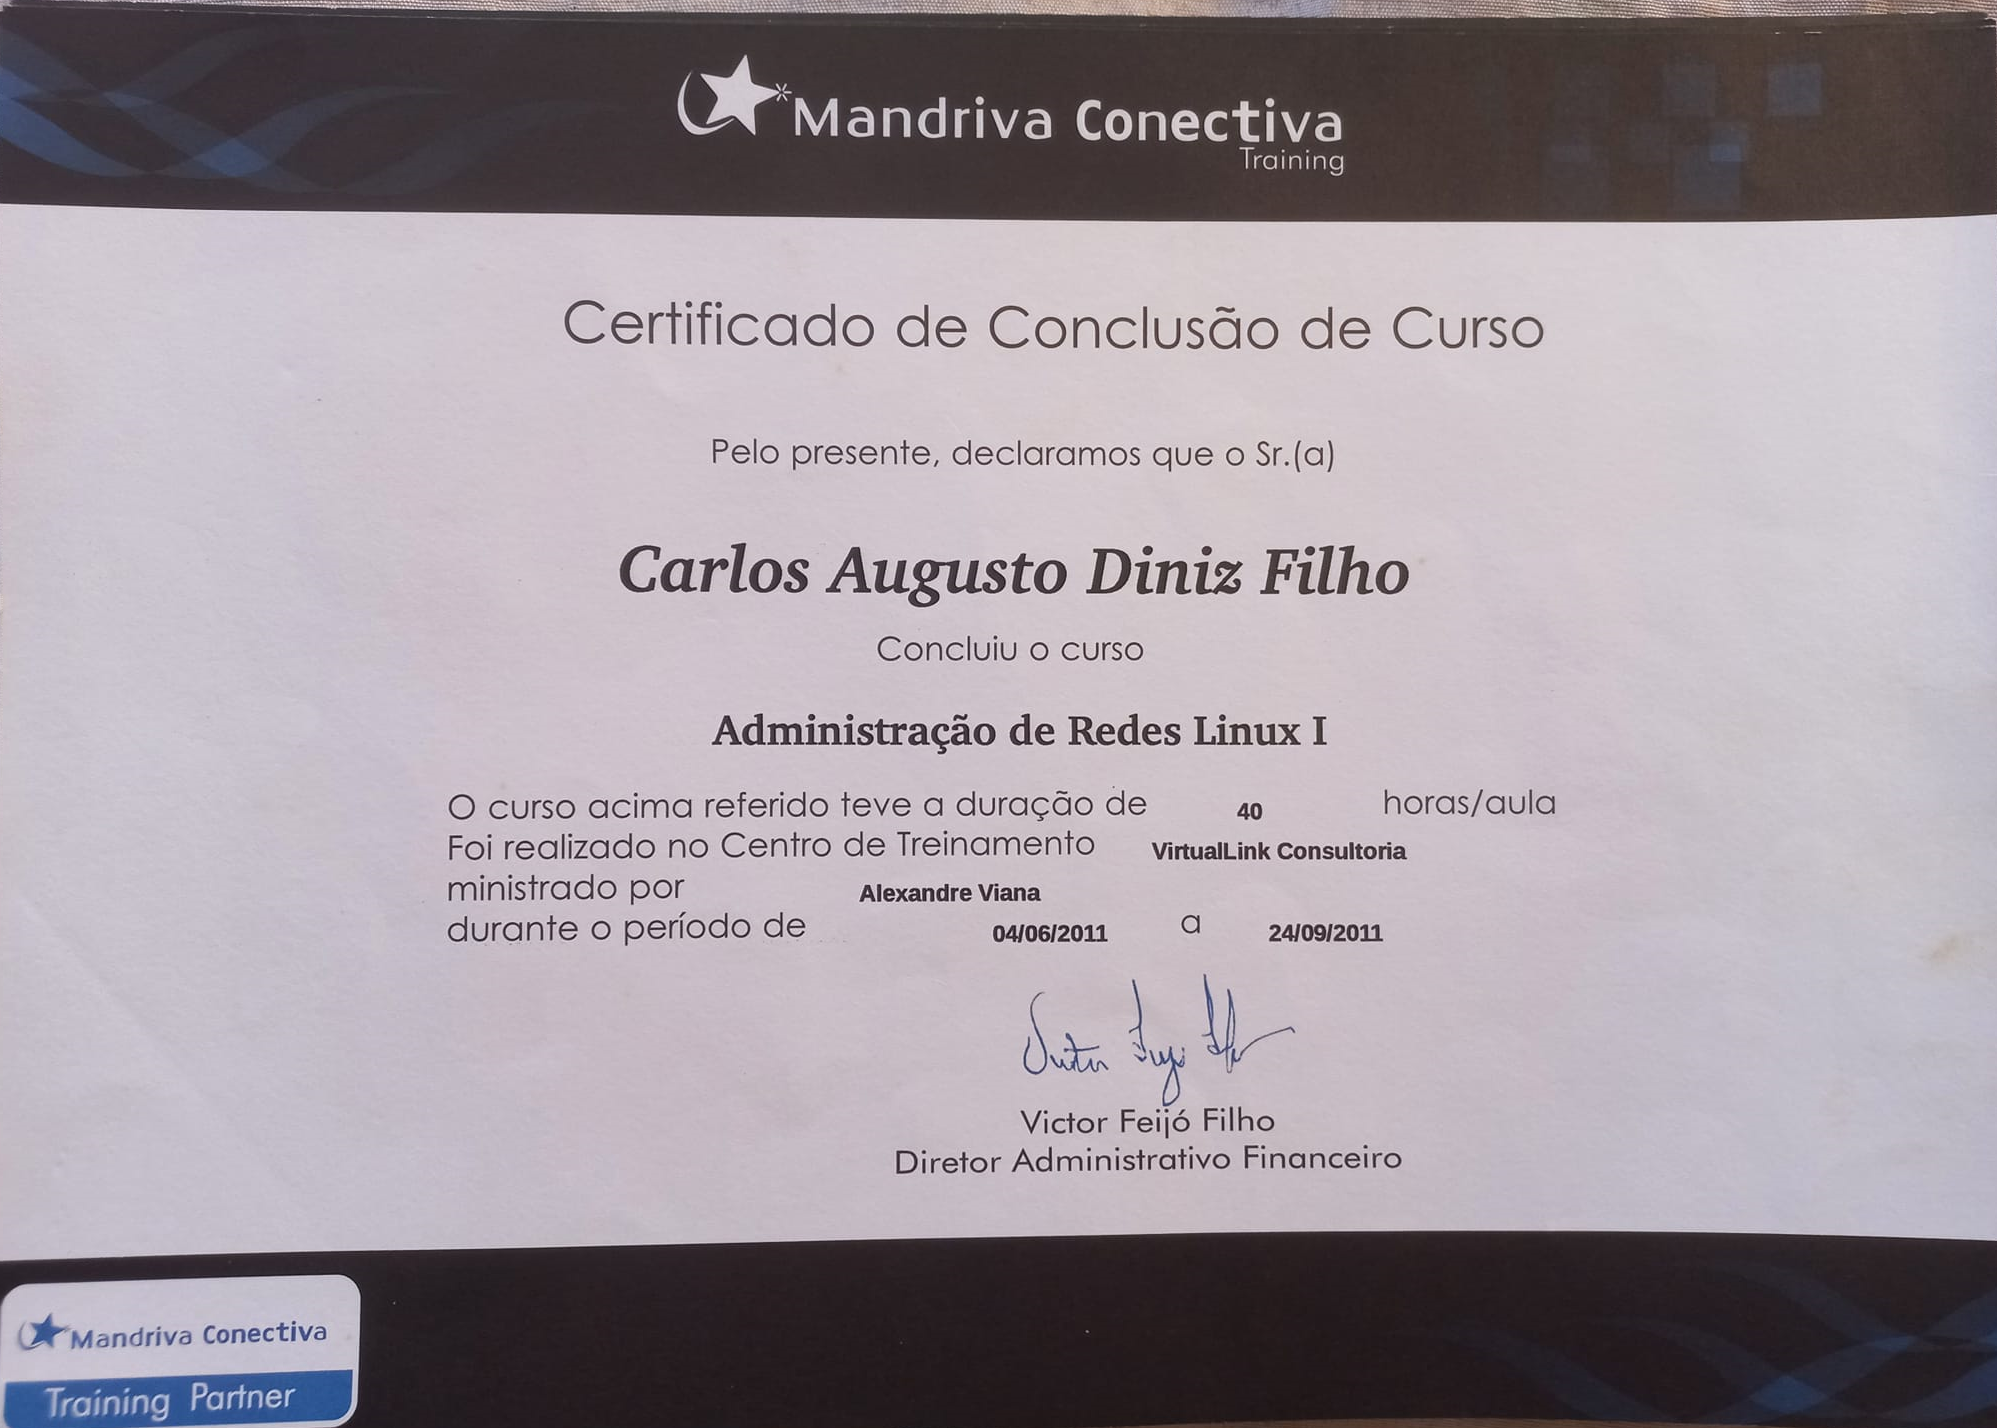 Mandriva Conectiva
Training
Certificado de Conclusão de Curso
Pelo presente, declaramos que o Sr.(a)
Carlos Augusto Diniz Filho
Concluiu o curso
Administração de Redes Linux I
O curso acima referido teve a duração de 40 horas/aula
Foi realizado no Centro de Treinamento VirtualLink Consultoria
ministrado por Alexandre Viana
durante o período de 04/06/2011 a 24/09/2011
Victor Feijó Filho
Diretor Administrativo Financeiro
Mandriva Conectiva
Training Partner